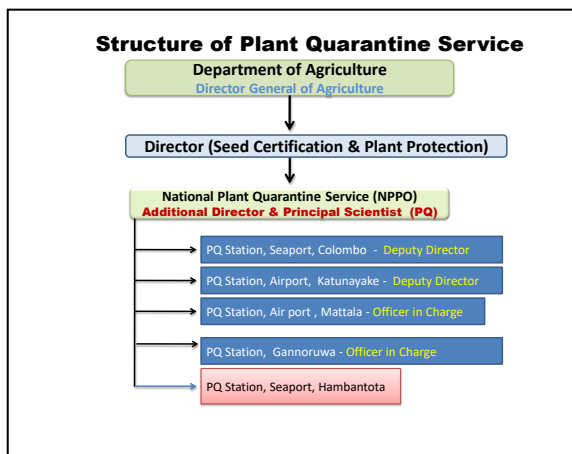 Structure of Plant Quarantine Service
Department of Agriculture
Director General of Agriculture
Director (Seed Certification & Plant Protection)
National Plant Quarantine Service (NPPO)
Additional Director & Principal Scientist (PQ)
PQ Station, Seaport, Colombo - Deputy Director
PQ Station, Airport, Katunayake - Deputy Director
PQ Station, Air port , Mattala - Officer in Charge
PQ Station, Gannoruwa - Officer in Charge
PQ Station, Seaport, Hambantota